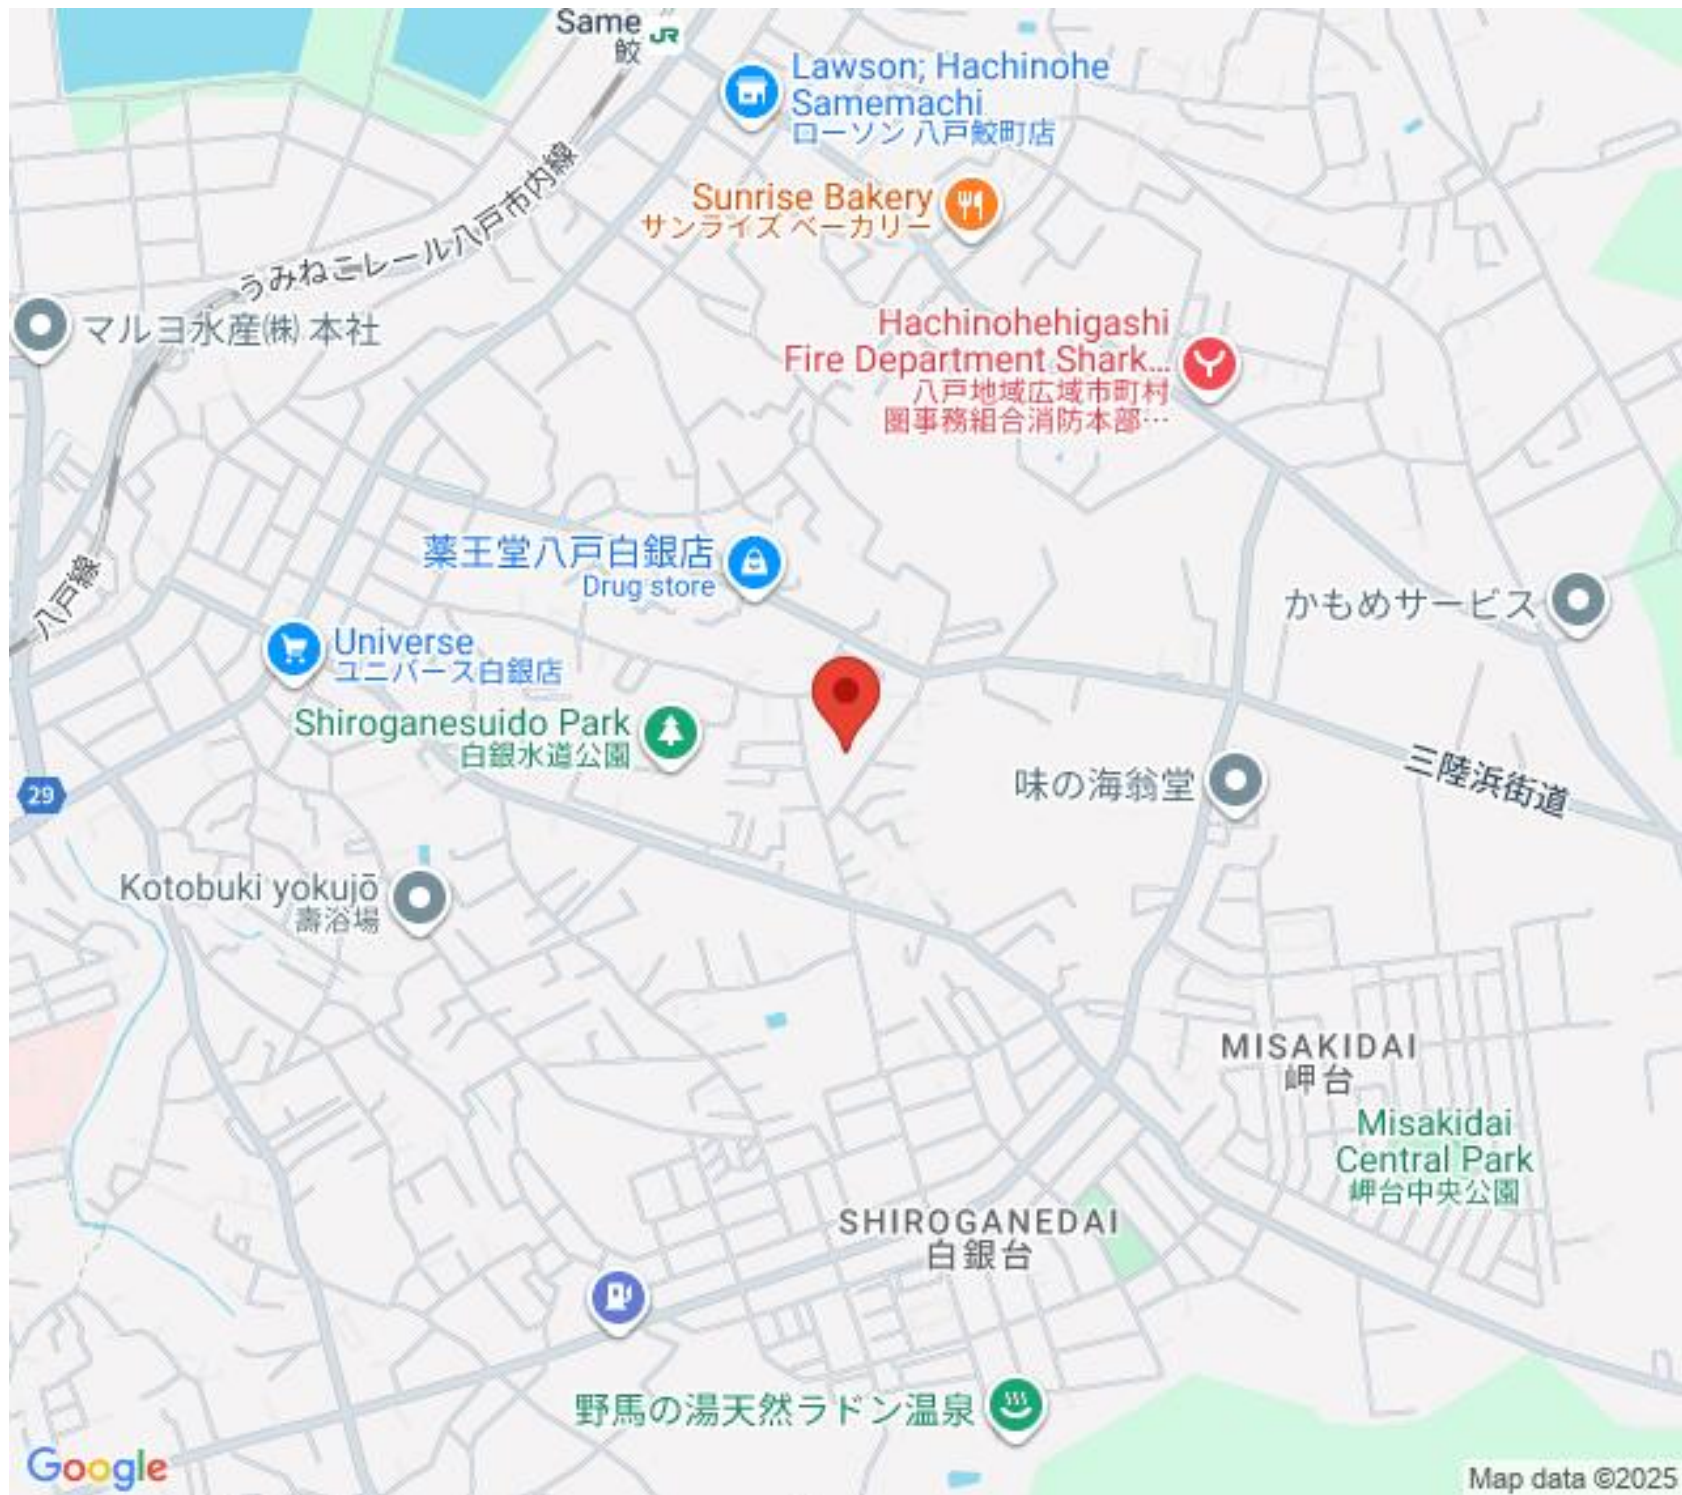 Same
鮫
JR
Lawson; Hachinohe
Samemachi
ローソン 八戸鮫町店
Sunrise Bakery
サンライズ ベーカリー
うみねこレール八戸市内線
マルヨ水産㈱ 本社
Hachinohehigashi
Fire Department Shark...
八戸地域広域市町村
圏事務組合消防本部…
薬王堂八戸白銀店
Drug store
八戸線
かもめサービス
Universe
ユニバース白銀店
Shiroganesuido Park
白銀水道公園
29
味の海翁堂
三陸浜街道
Kotobuki yokujō
壽浴場
MISAKIDAI
岬台
Misakidai
Central Park
岬台中央公園
SHIROGANEDAI
白銀台
野馬の湯天然ラドン温泉
Google
Map data ©2025